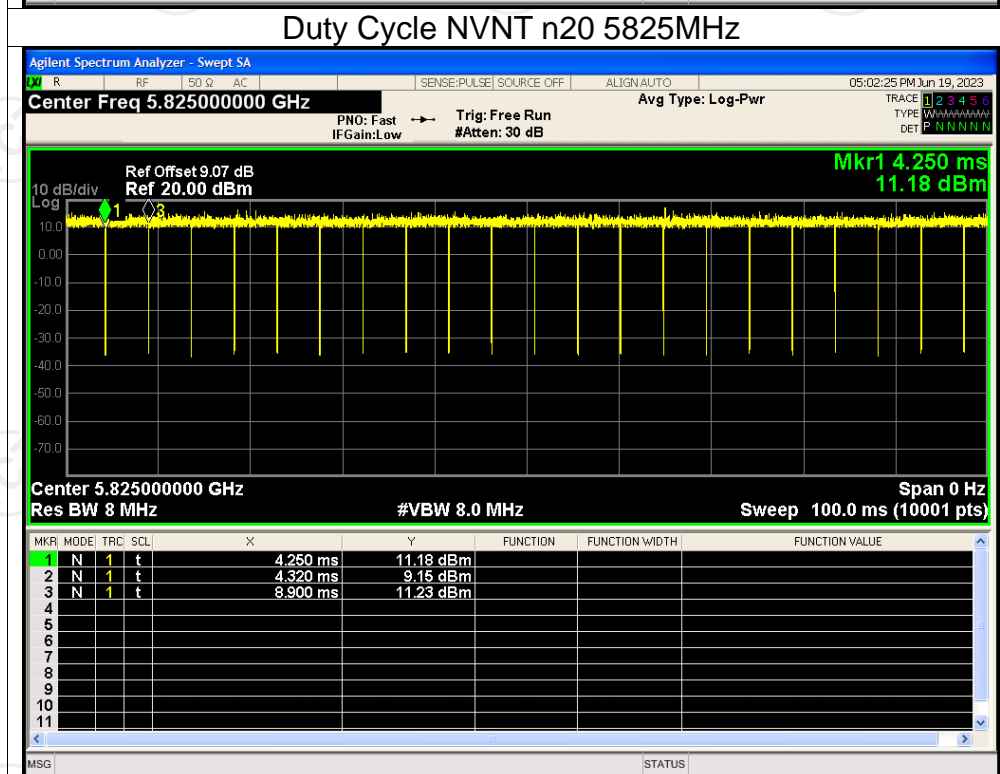 Duty Cycle NVNT n20 5825MHz
Agilent Spectrum Analyzer - Swept SA
LXI R RF 50 Ω AC SENSE:PULSE SOURCE OFF ALIGN AUTO 05:02:25 PM Jun 19, 2023
Center Freq 5.825000000 GHz Avg Type: Log-Pwr TRACE 1 2 3 4 5 6
PNO: Fast Trig: Free Run TYPE WWWWWW
IFGain:Low #Atten: 30 dB DET P N N N N N
Mkr1 4.250 ms
11.18 dBm
Ref Offset 9.07 dB
10 dB/div Ref 20.00 dBm
Log
1 3
10.0
0.00
-10.0
-20.0
-30.0
-40.0
-50.0
-60.0
-70.0
Center 5.825000000 GHz Span 0 Hz
Res BW 8 MHz #VBW 8.0 MHz Sweep 100.0 ms (10001 pts)
MKR MODE TRC SCL X Y FUNCTION FUNCTION WIDTH FUNCTION VALUE
1 N 1 t 4.250 ms 11.18 dBm
2 N 1 t 4.320 ms 9.15 dBm
3 N 1 t 8.900 ms 11.23 dBm
4
5
6
7
8
9
10
11
MSG STATUS